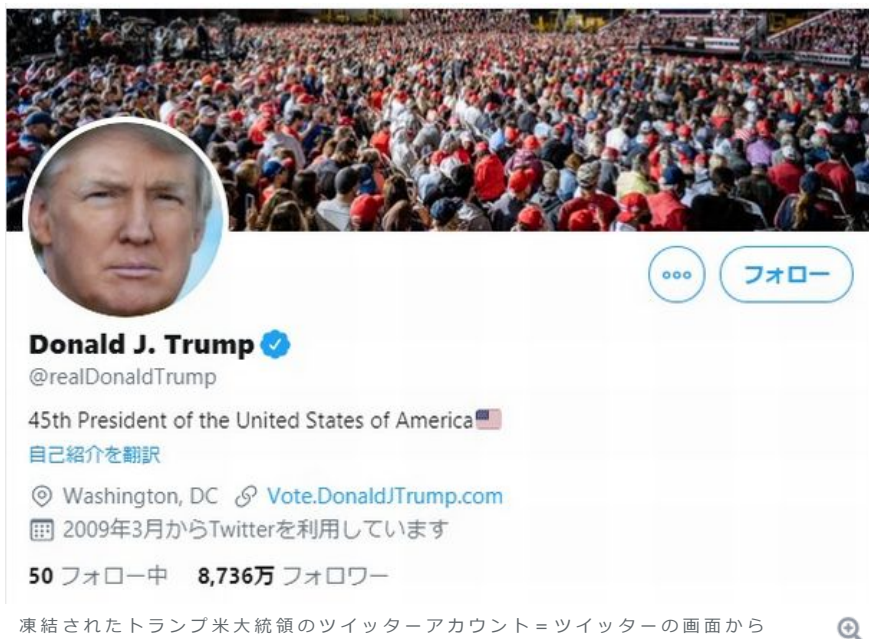 フォロー
Donald J. Trump
@realDonaldTrump
45th President of the United States of America
自己紹介を翻訳
Washington, DC Vote.DonaldJTrump.com
2009年3月からTwitterを利用しています
50 フォロー中 8,736万 フォロワー
凍結されたトランプ米大統領のツイッターアカウント=ツイッターの画面から